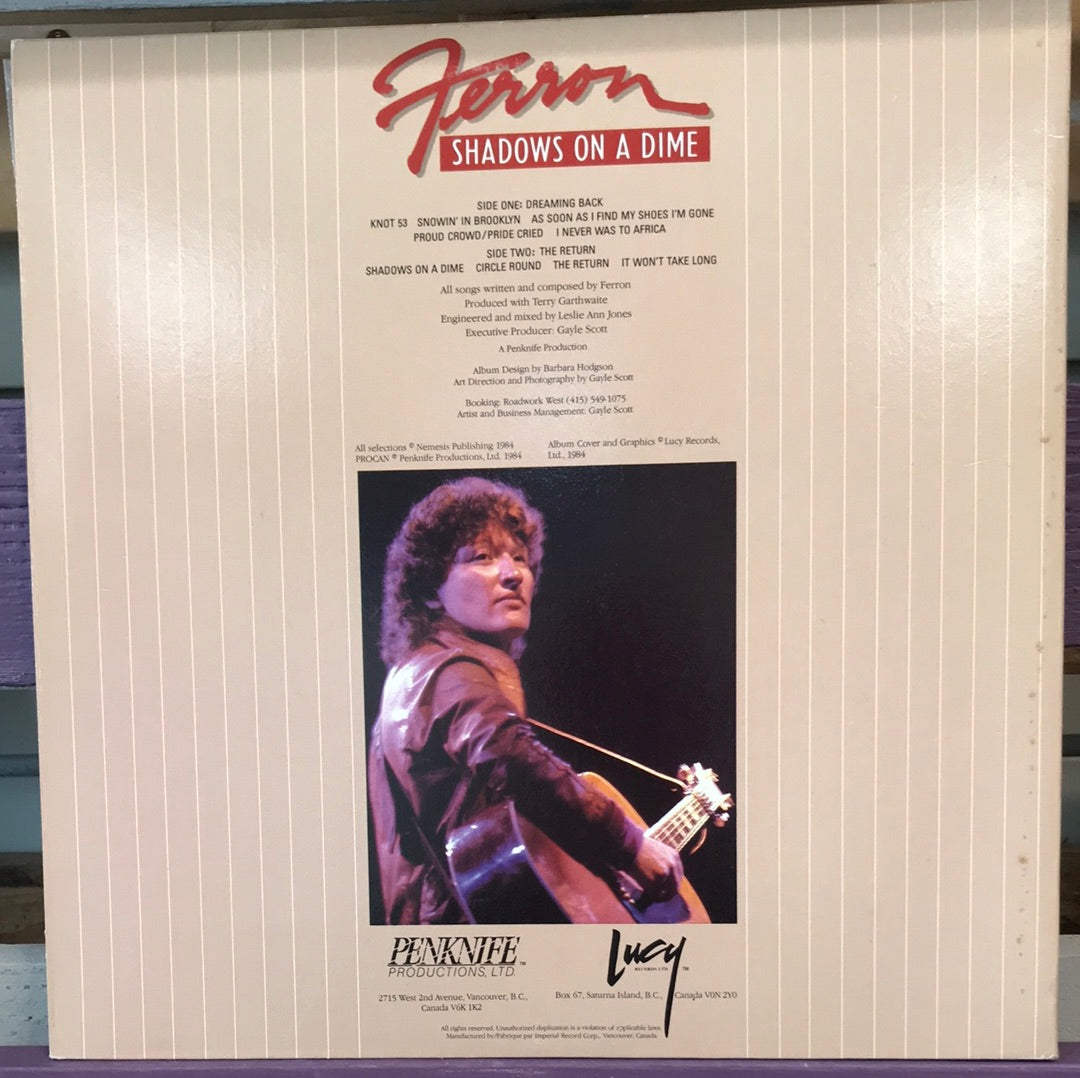 Ferron
SHADOWS ON A DIME
SIDE ONE: DREAMING BACK
KNOT 53 SNOWIN' IN BROOKLYN AS SOON AS I FIND MY SHOES I'M GONE
PROUD CROWD/PRIDE CRIED I NEVER WAS TO AFRICA
SIDE TWO: THE RETURN
SHADOWS ON A DIME CIRCLE ROUND THE RETURN IT WON'T TAKE LONG
All songs written and composed by Ferron
Produced with Terry Garthwaite
Engineered and mixed by Leslie Ann Jones
Executive Producer: Gayle Scott
A Penknife Production
Album Design by Barbara Hodgson
Art Direction and Photography by Gayle Scott
Booking: Roadwork West (415) 549-1075
Artist and Business Management: Gayle Scott
All selections © Nemesis Publishing 1984
PROCAN ℗ Penknife Productions, Ltd. 1984
Album Cover and Graphics © Lucy Records,
Ltd., 1984
PENKNIFE ™
PRODUCTIONS, LTD.
2715 West 2nd Avenue, Vancouver, B.C.,
Canada V6K 1K2
Lucy
RECORDS LTD. ™
Box 67, Saturna Island, B.C., Canada V0N 2Y0
All rights reserved. Unauthorized duplication is a violation of applicable laws.
Manufactured by/Fabrique par Imperial Record Corp., Vancouver, Canada